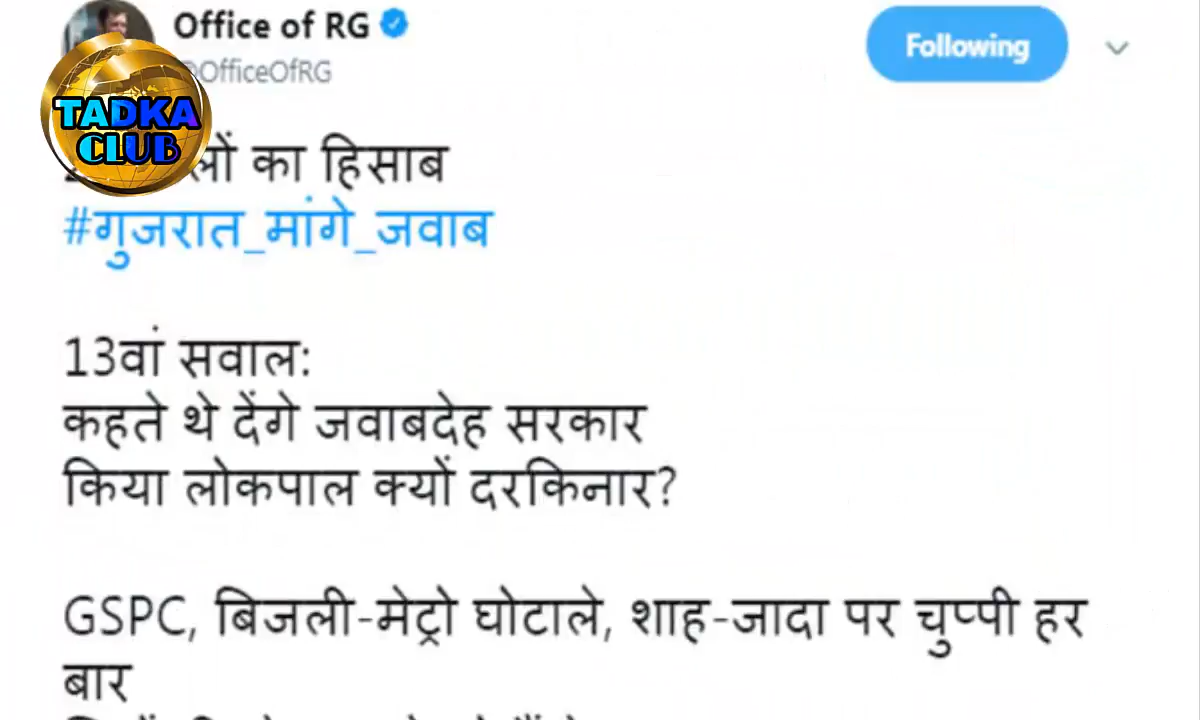 Office of RG
@OfficeOfRG
Following
TADKA
CLUB
का हिसाब
#गुजरात_मांगे_जवाब
13वां सवाल:
कहते थे देंगे जवाबदेह सरकार
किया लोकपाल क्यों दरकिनार?
GSPC, बिजली-मेट्रो घोटाले, शाह-जादा पर चुप्पी हर
बार